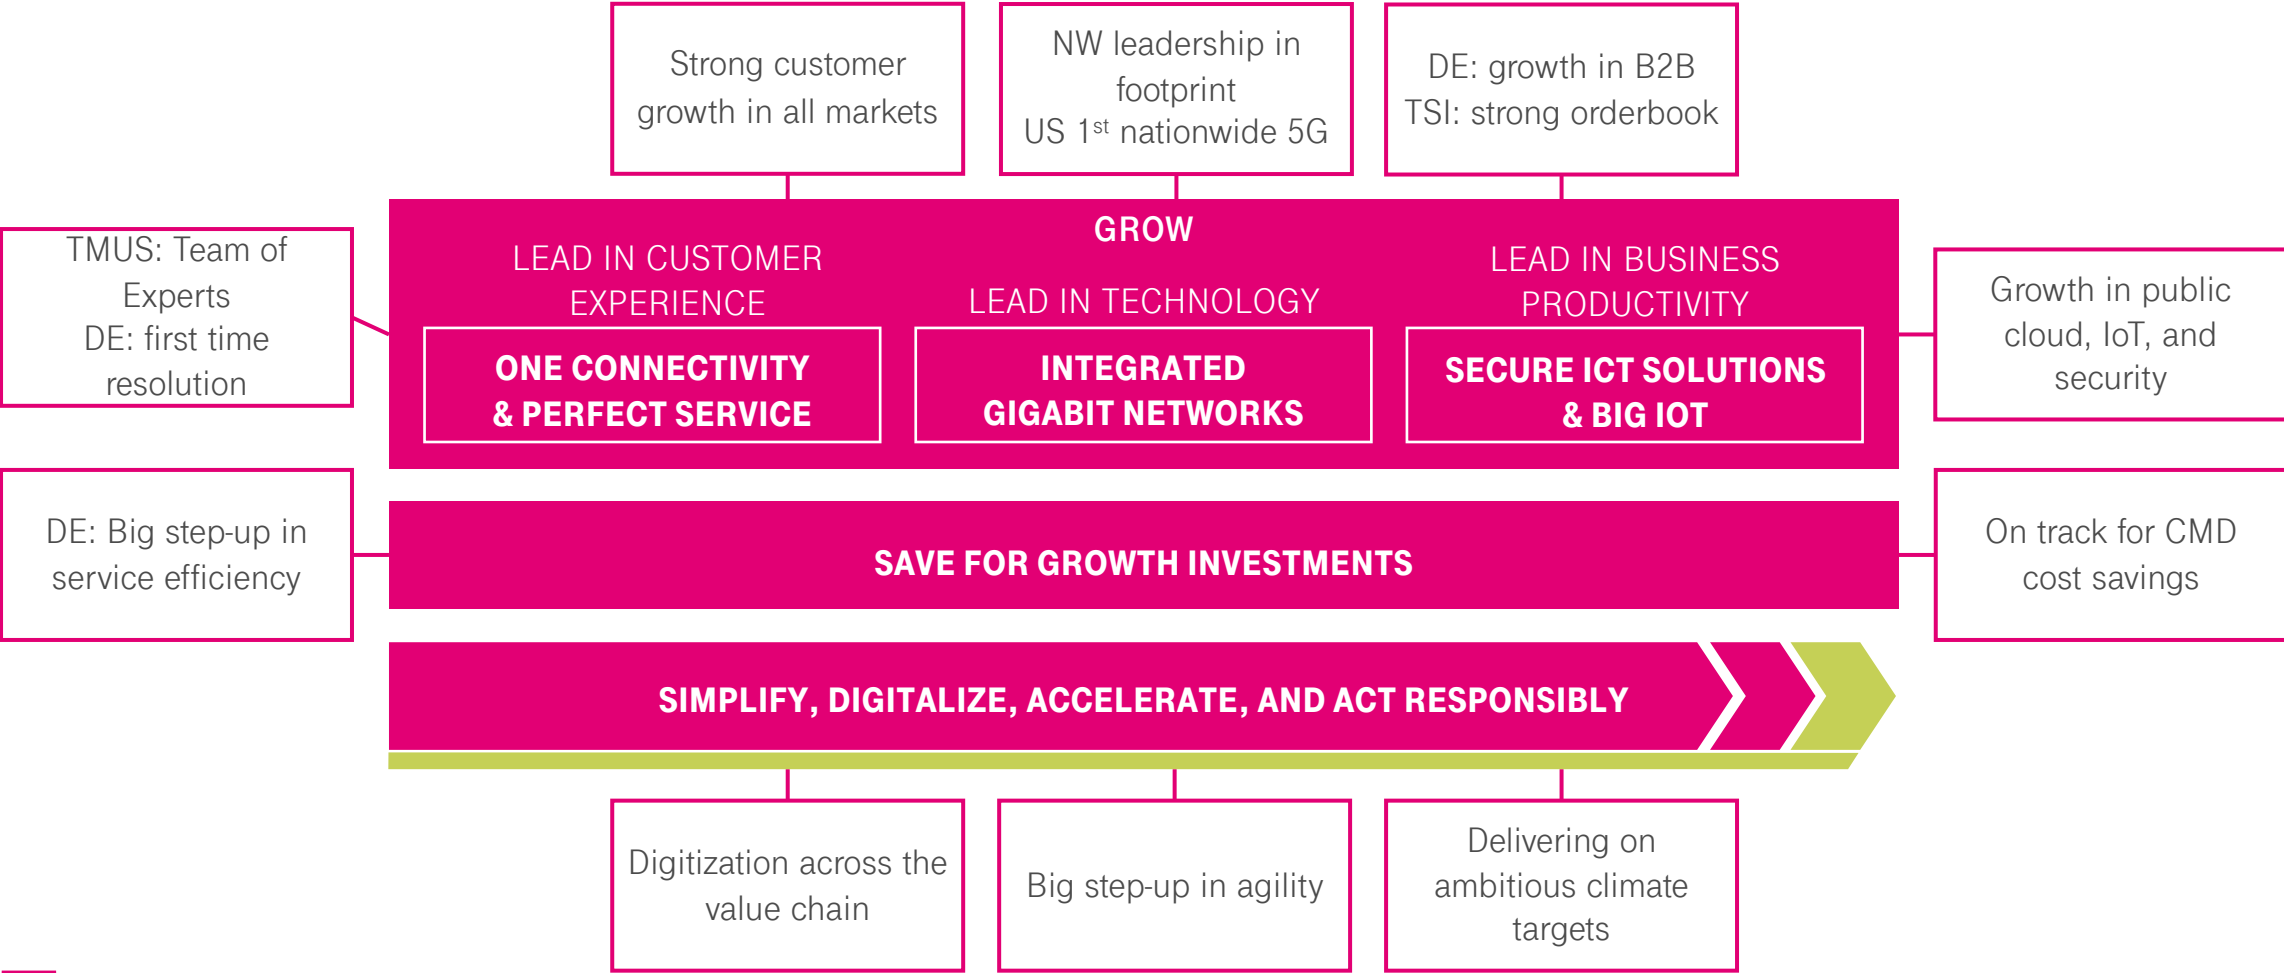 Strong customer
growth in all markets
NW leadership in
footprint
US 1st nationwide 5G
DE: growth in B2B
TSI: strong orderbook
TMUS: Team of
Experts
DE: first time
resolution
GROW
LEAD IN CUSTOMER
EXPERIENCE
ONE CONNECTIVITY
& PERFECT SERVICE
LEAD IN TECHNOLOGY
INTEGRATED
GIGABIT NETWORKS
LEAD IN BUSINESS
PRODUCTIVITY
SECURE ICT SOLUTIONS
& BIG IOT
Growth in public
cloud, IoT, and
security
DE: Big step-up in
service efficiency
SAVE FOR GROWTH INVESTMENTS
On track for CMD
cost savings
SIMPLIFY, DIGITALIZE, ACCELERATE, AND ACT RESPONSIBLY
Digitization across the
value chain
Big step-up in agility
Delivering on
ambitious climate
targets